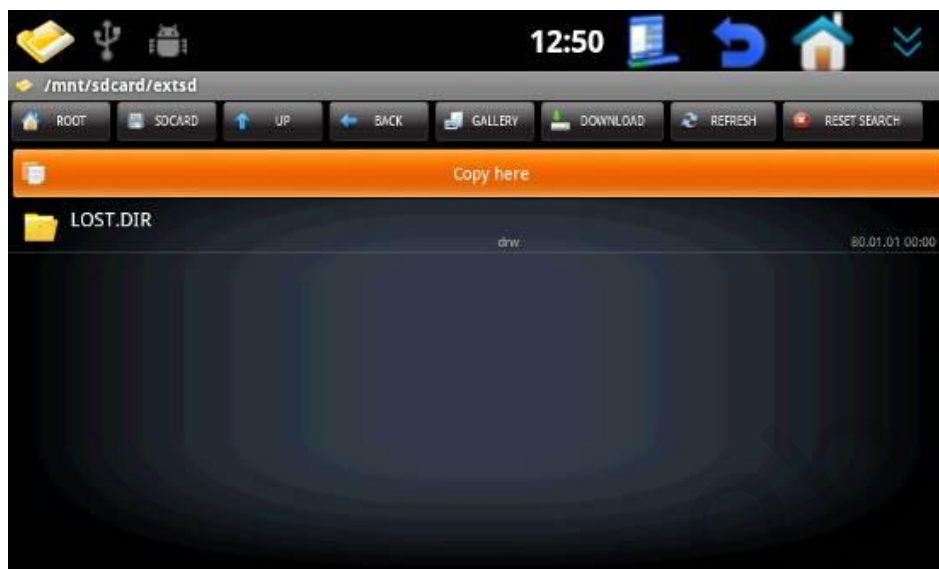 12:50
/mnt/sdcard/extsd
ROOT SDCARD UP BACK GALLERY DOWNLOAD REFRESH RESET SEARCH
Copy here
LOST.DIR
drw 80.01.01 00:00